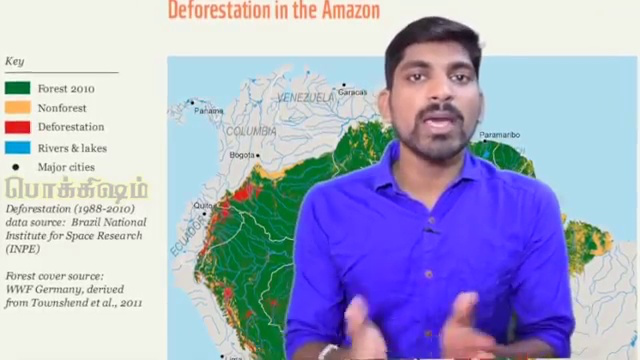 Deforestation in the Amazon
Key
Forest 2010
Nonforest
Deforestation
Rivers & lakes
Major cities
பொக்கிஷம்
Deforestation (1988-2010)
data source: Brazil National
Institute for Space Research
(INPE)
Forest cover source:
WWF Germany, derived
from Townshend et al., 2011
Panama
VENEZUELA
Caracas
COLUMBIA
Bogota
Quito
ECUADOR
Paramaribo
Lima